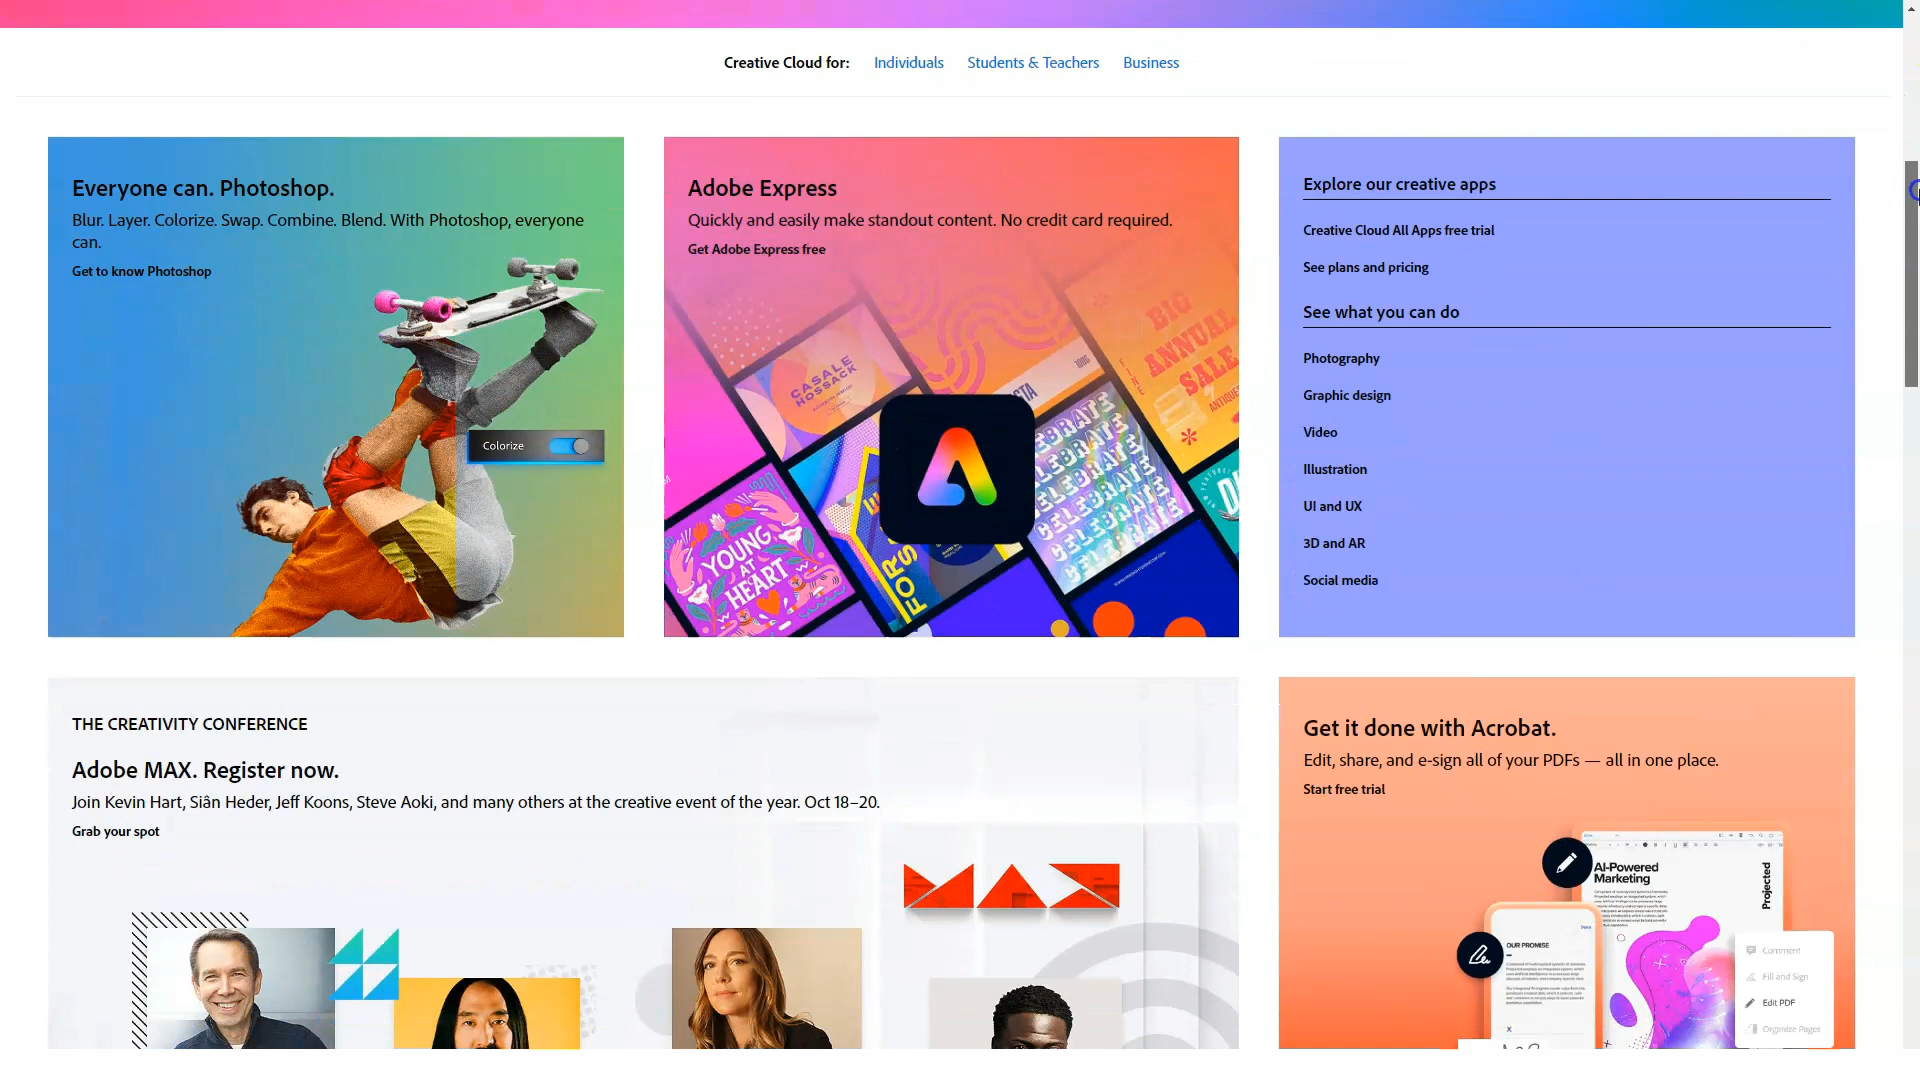 Creative Cloud for: Individuals Students & Teachers Business
Everyone can. Photoshop.
Blur. Layer. Colorize. Swap. Combine. Blend. With Photoshop, everyone
can.
Get to know Photoshop
Colorize
Adobe Express
Quickly and easily make standout content. No credit card required.
Get Adobe Express free
CASALE
HOSSACK
BIG
ANNUAL
SALE
YOUNG
AT
HEART
CELEBRATE
CELEBRATE
CELEBRATE
Explore our creative apps
Creative Cloud All Apps free trial
See plans and pricing
See what you can do
Photography
Graphic design
Video
Illustration
UI and UX
3D and AR
Social media
THE CREATIVITY CONFERENCE
Adobe MAX. Register now.
Join Kevin Hart, Siân Heder, Jeff Koons, Steve Aoki, and many others at the creative event of the year. Oct 18–20.
Grab your spot
MAX
Get it done with Acrobat.
Edit, share, and e-sign all of your PDFs — all in one place.
Start free trial
AI-Powered
Marketing
Projected
OUR PROMISE
Comment
Fill and Sign
Edit PDF
Organize Pages